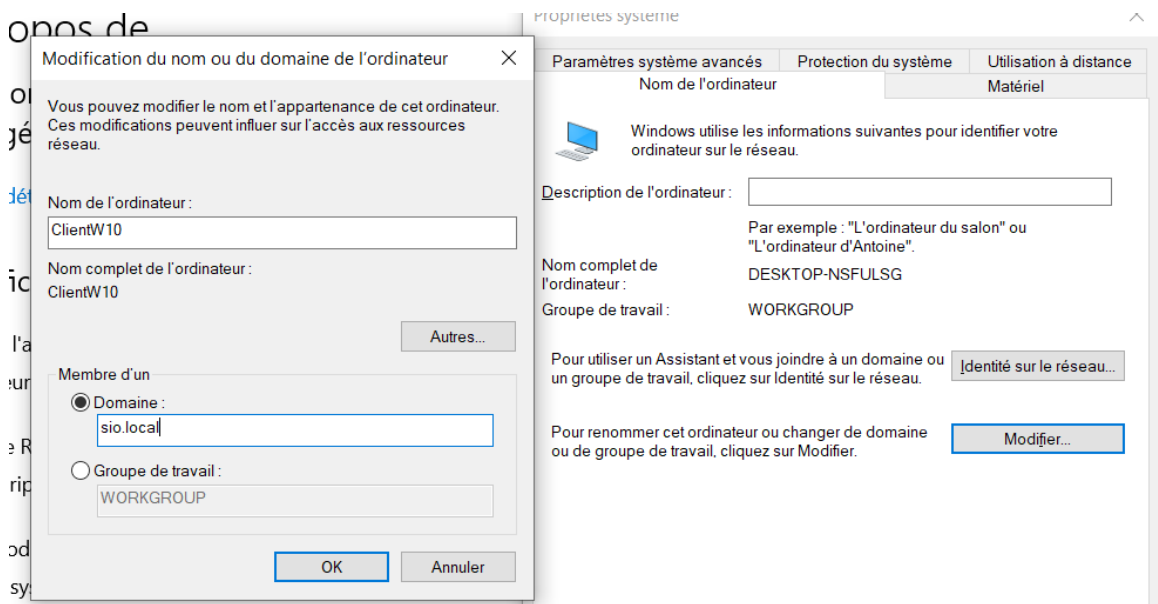 opos de
Modification du nom ou du domaine de l'ordinateur
Vous pouvez modifier le nom et l'appartenance de cet ordinateur.
Ces modifications peuvent influer sur l'accès aux ressources
réseau.
Nom de l'ordinateur :
ClientW10
Nom complet de l'ordinateur :
ClientW10
Autres...
Membre d'un
Domaine :
sio.local
Groupe de travail :
WORKGROUP
OK
Annuler
Propriétés système
Paramètres système avancés
Protection du système
Utilisation à distance
Nom de l'ordinateur
Matériel
Windows utilise les informations suivantes pour identifier votre
ordinateur sur le réseau.
Description de l'ordinateur :
Par exemple : "L'ordinateur du salon" ou
"L'ordinateur d'Antoine".
Nom complet de
l'ordinateur :
DESKTOP-NSFULSG
Groupe de travail :
WORKGROUP
Pour utiliser un Assistant et vous joindre à un domaine ou
un groupe de travail, cliquez sur Identité sur le réseau.
Identité sur le réseau...
Pour renommer cet ordinateur ou changer de domaine
ou de groupe de travail, cliquez sur Modifier.
Modifier...